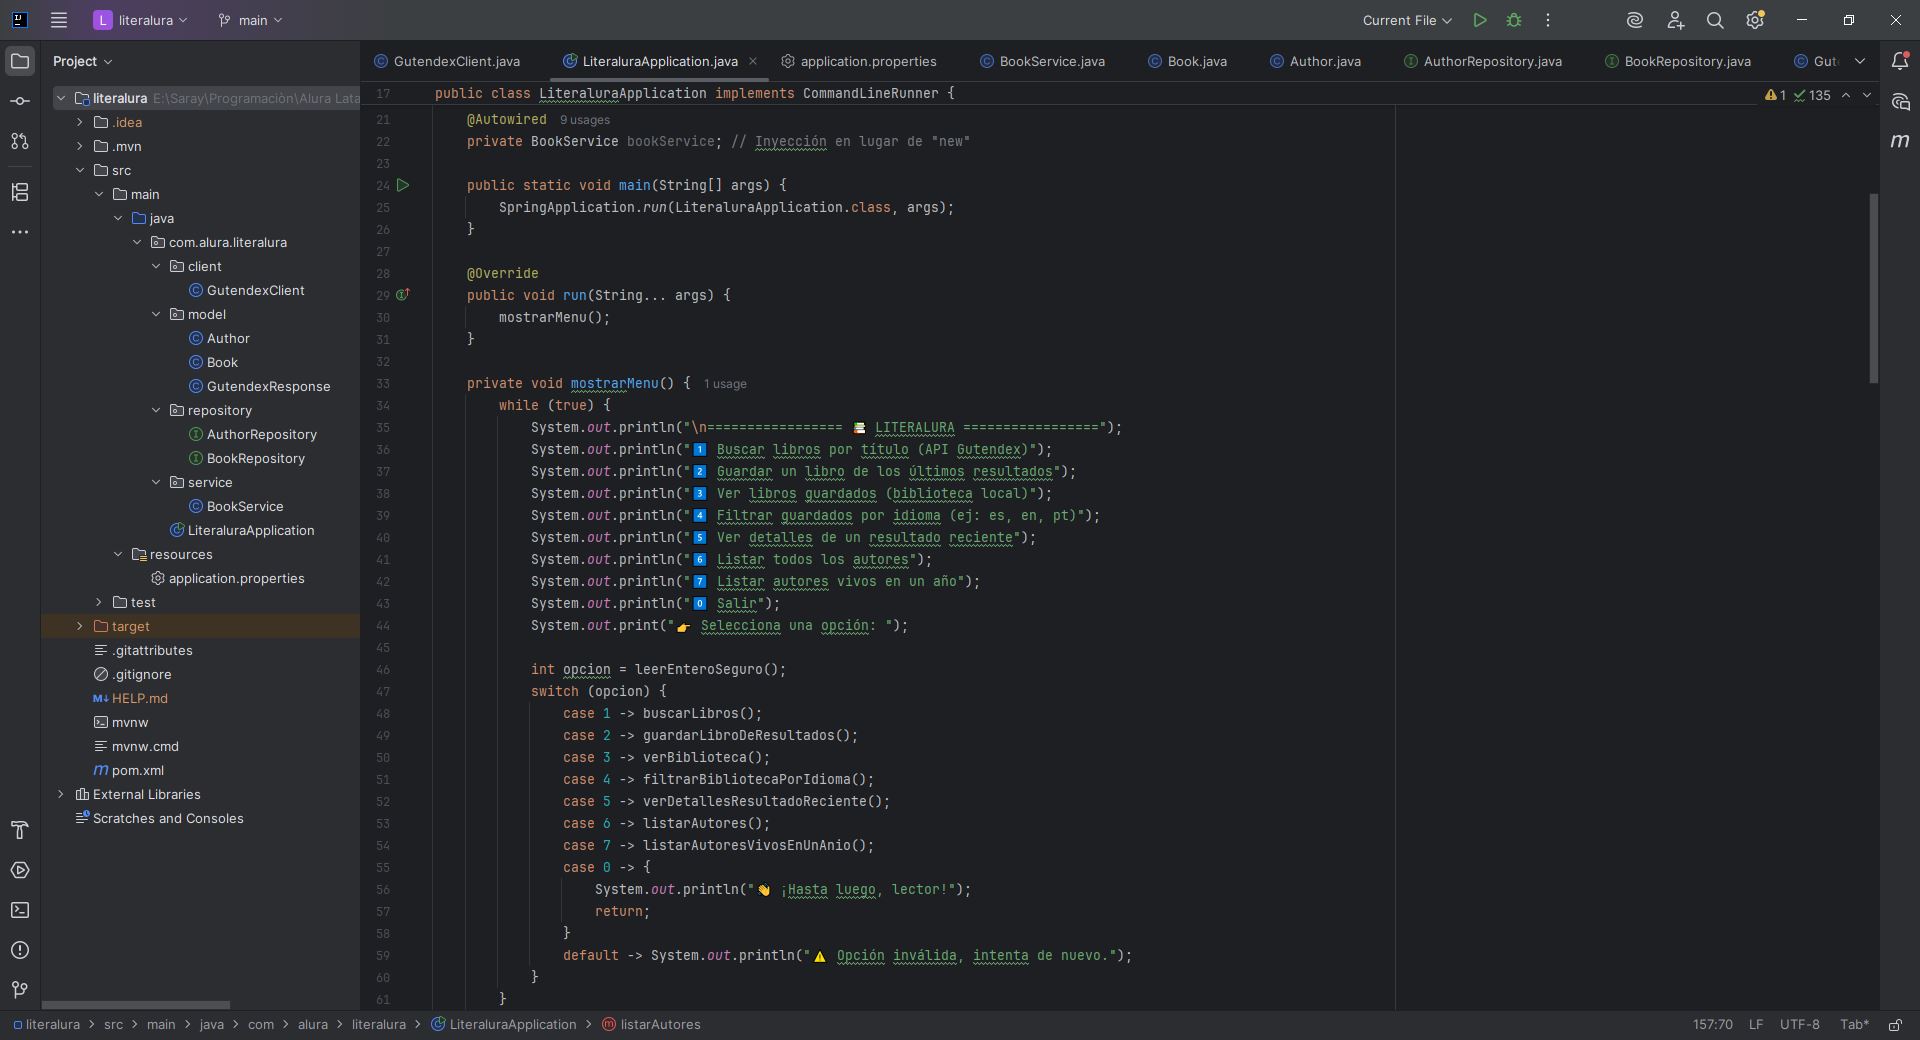 literalura
main
Current File
Project
literalura E:\Saray\Programaciòn\Alura Lata
.idea
.mvn
src
main
java
com.alura.literalura
client
GutendexClient
model
Author
Book
GutendexResponse
repository
AuthorRepository
BookRepository
service
BookService
LiteraluraApplication
resources
application.properties
test
target
.gitattributes
.gitignore
HELP.md
mvnw
mvnw.cmd
pom.xml
External Libraries
Scratches and Consoles
GutendexClient.java LiteraluraApplication.java application.properties BookService.java Book.java Author.java AuthorRepository.java BookRepository.java Gut
17 public class LiteraluraApplication implements CommandLineRunner {
1 135
21 @Autowired 9 usages
22 private BookService bookService; // Inyección en lugar de "new"
23
24 public static void main(String[] args) {
25 SpringApplication.run(LiteraluraApplication.class, args);
26 }
27
28 @Override
29 public void run(String... args) {
30 mostrarMenu();
31 }
32
33 private void mostrarMenu() { 1 usage
34 while (true) {
35 System.out.println("\n================= 📚 LITERALURA =================");
36 System.out.println("1️⃣ Buscar libros por título (API Gutendex)");
37 System.out.println("2️⃣ Guardar un libro de los últimos resultados");
38 System.out.println("3️⃣ Ver libros guardados (biblioteca local)");
39 System.out.println("4️⃣ Filtrar guardados por idioma (ej: es, en, pt)");
40 System.out.println("5️⃣ Ver detalles de un resultado reciente");
41 System.out.println("6️⃣ Listar todos los autores");
42 System.out.println("7️⃣ Listar autores vivos en un año");
43 System.out.println("0️⃣ Salir");
44 System.out.print("👉 Selecciona una opción: ");
45
46 int opcion = leerEnteroSeguro();
47 switch (opcion) {
48 case 1 -> buscarLibros();
49 case 2 -> guardarLibroDeResultados();
50 case 3 -> verBiblioteca();
51 case 4 -> filtrarBibliotecaPorIdioma();
52 case 5 -> verDetallesResultadoReciente();
53 case 6 -> listarAutores();
54 case 7 -> listarAutoresVivosEnUnAnio();
55 case 0 -> {
56 System.out.println("👋 ¡Hasta luego, lector!");
57 return;
58 }
59 default -> System.out.println("⚠️ Opción inválida, intenta de nuevo.");
60 }
61 }
literalura > src > main > java > com > alura > literalura > LiteraluraApplication > listarAutores
157:70 LF UTF-8 Tab*